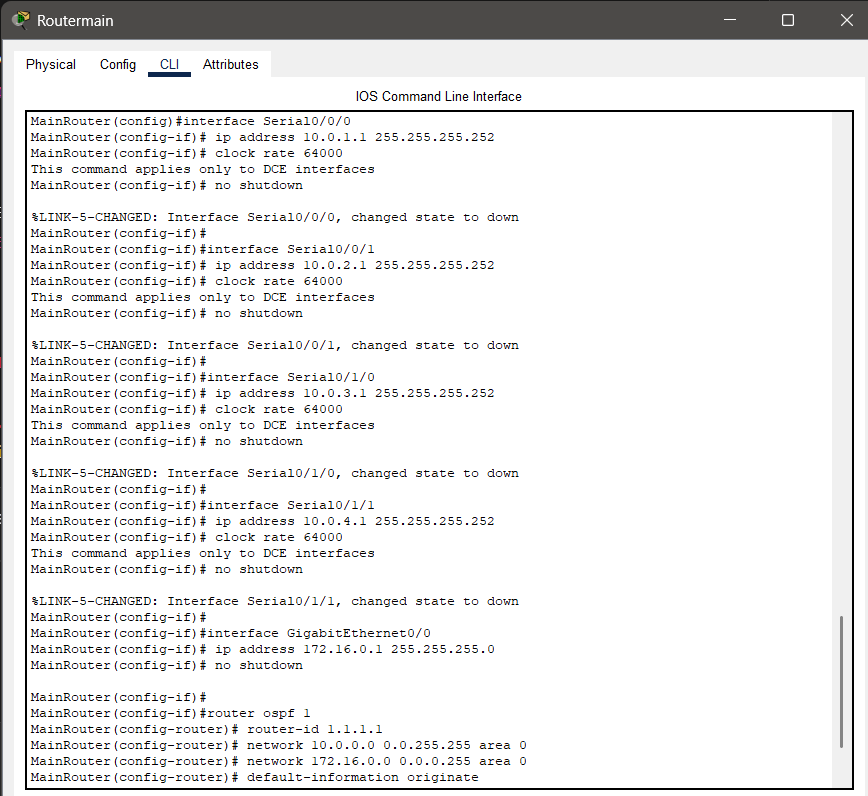 Routermain
Physical Config CLI Attributes
IOS Command Line Interface
MainRouter(config)#interface Serial0/0/0
MainRouter(config-if)# ip address 10.0.1.1 255.255.255.252
MainRouter(config-if)# clock rate 64000
This command applies only to DCE interfaces
MainRouter(config-if)# no shutdown

%LINK-5-CHANGED: Interface Serial0/0/0, changed state to down
MainRouter(config-if)#
MainRouter(config-if)#interface Serial0/0/1
MainRouter(config-if)# ip address 10.0.2.1 255.255.255.252
MainRouter(config-if)# clock rate 64000
This command applies only to DCE interfaces
MainRouter(config-if)# no shutdown

%LINK-5-CHANGED: Interface Serial0/0/1, changed state to down
MainRouter(config-if)#
MainRouter(config-if)#interface Serial0/1/0
MainRouter(config-if)# ip address 10.0.3.1 255.255.255.252
MainRouter(config-if)# clock rate 64000
This command applies only to DCE interfaces
MainRouter(config-if)# no shutdown

%LINK-5-CHANGED: Interface Serial0/1/0, changed state to down
MainRouter(config-if)#
MainRouter(config-if)#interface Serial0/1/1
MainRouter(config-if)# ip address 10.0.4.1 255.255.255.252
MainRouter(config-if)# clock rate 64000
This command applies only to DCE interfaces
MainRouter(config-if)# no shutdown

%LINK-5-CHANGED: Interface Serial0/1/1, changed state to down
MainRouter(config-if)#
MainRouter(config-if)#interface GigabitEthernet0/0
MainRouter(config-if)# ip address 172.16.0.1 255.255.255.0
MainRouter(config-if)# no shutdown

MainRouter(config-if)#
MainRouter(config-if)#router ospf 1
MainRouter(config-router)# router-id 1.1.1.1
MainRouter(config-router)# network 10.0.0.0 0.0.255.255 area 0
MainRouter(config-router)# network 172.16.0.0 0.0.0.255 area 0
MainRouter(config-router)# default-information originate